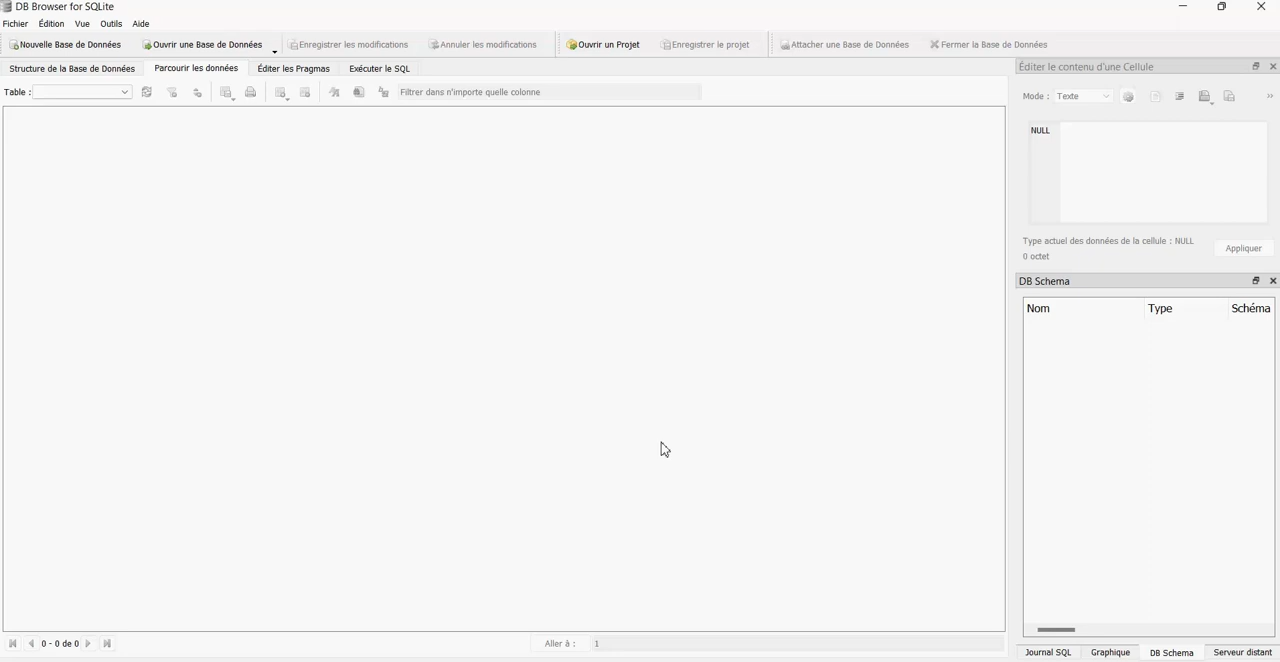 DB Browser for SQLite
Fichier Édition Vue Outils Aide
Nouvelle Base de Données Ouvrir une Base de Données Enregistrer les modifications Annuler les modifications Ouvrir un Projet Enregistrer le projet Attacher une Base de Données Fermer la Base de Données
Structure de la Base de Données Parcourir les données Éditer les Pragmas Exécuter le SQL
Table : Filtrer dans n'importe quelle colonne
0 - 0 de 0 Aller à : 1
Éditer le contenu d'une Cellule
Mode : Texte
NULL
Type actuel des données de la cellule : NULL
0 octet
Appliquer
DB Schema
Nom Type Schéma
Journal SQL Graphique DB Schema Serveur distant